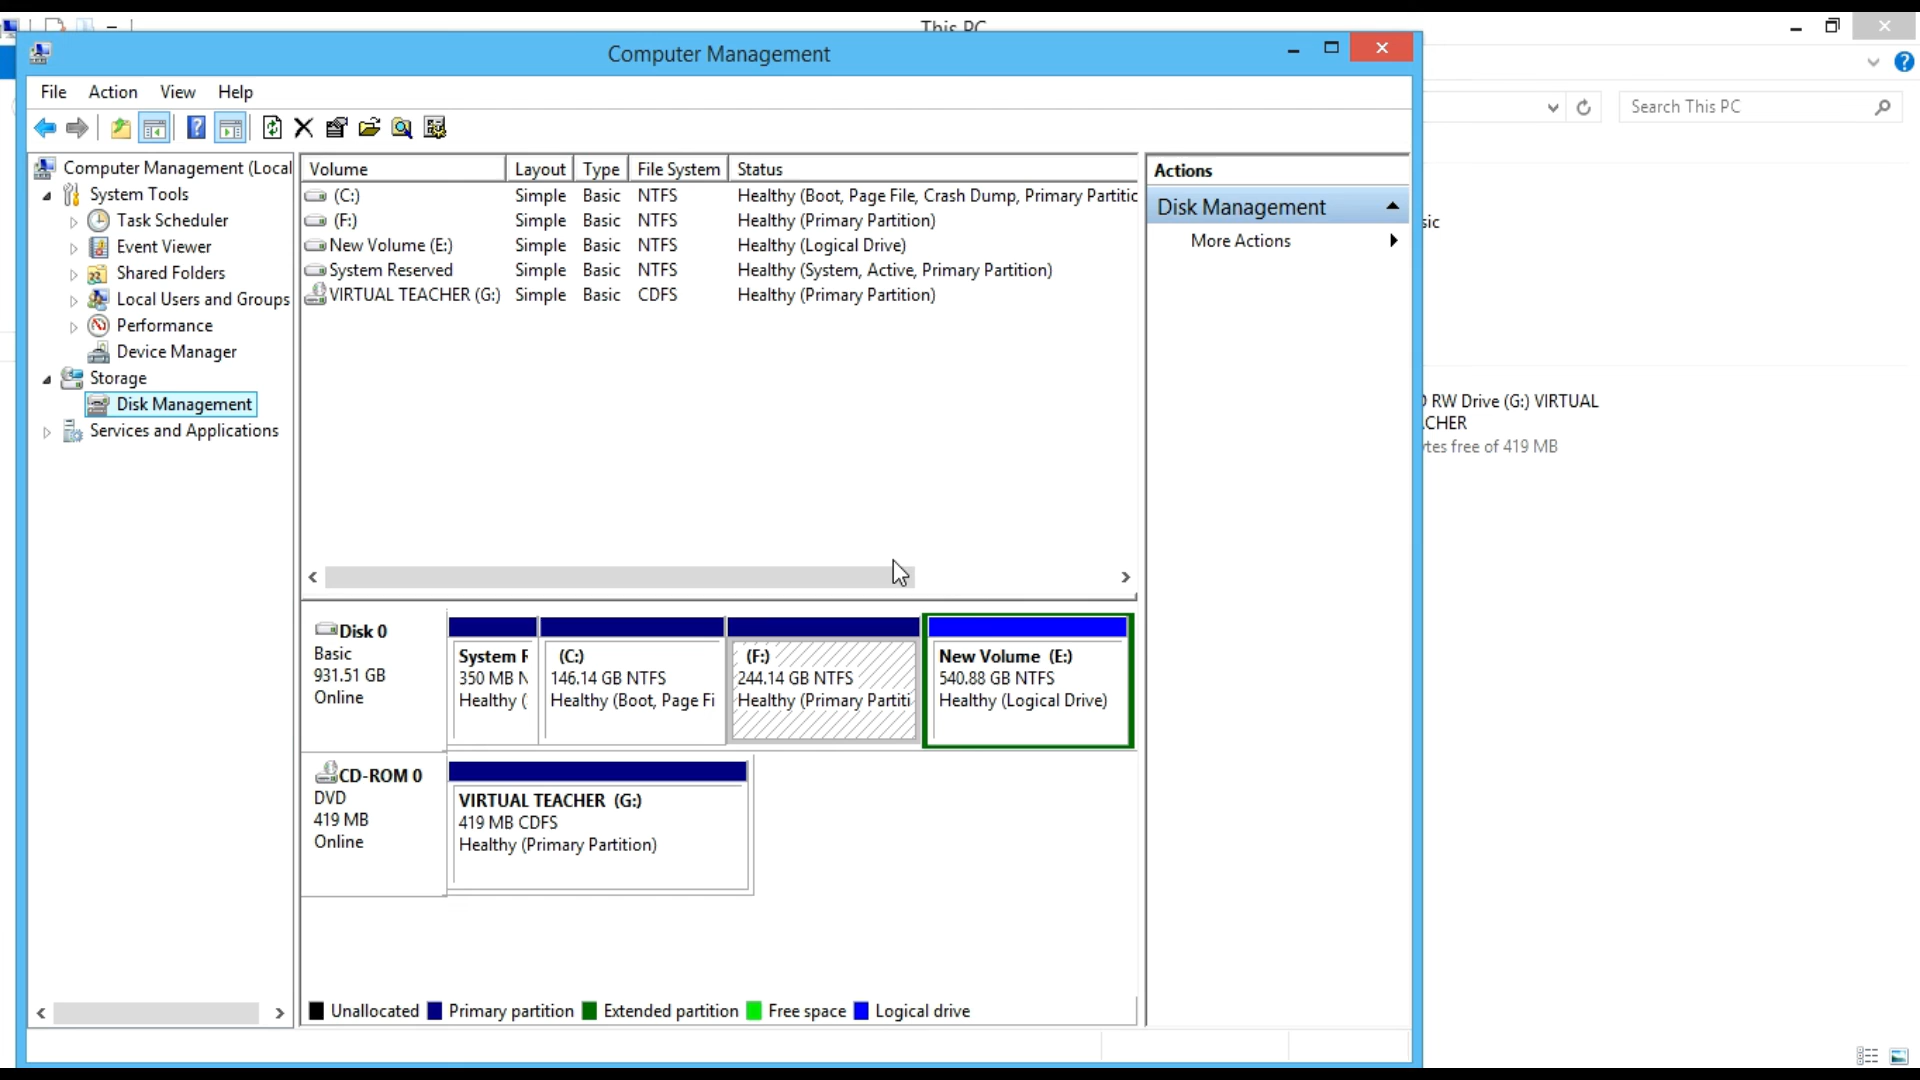 This PC
Computer Management
File Action View Help
Search This PC
Computer Management (Local
System Tools
Task Scheduler
Event Viewer
Shared Folders
Local Users and Groups
Performance
Device Manager
Storage
Disk Management
Services and Applications
Volume Layout Type File System Status
(C:) Simple Basic NTFS Healthy (Boot, Page File, Crash Dump, Primary Partitic
(F:) Simple Basic NTFS Healthy (Primary Partition)
New Volume (E:) Simple Basic NTFS Healthy (Logical Drive)
System Reserved Simple Basic NTFS Healthy (System, Active, Primary Partition)
VIRTUAL TEACHER (G:) Simple Basic CDFS Healthy (Primary Partition)
Actions
Disk Management
More Actions
sic
RW Drive (G:) VIRTUAL
CHER
tes free of 419 MB
Disk 0
Basic
931.51 GB
Online
System R
350 MB N
Healthy (
(C:)
146.14 GB NTFS
Healthy (Boot, Page Fi
(F:)
244.14 GB NTFS
Healthy (Primary Partiti
New Volume (E:)
540.88 GB NTFS
Healthy (Logical Drive)
CD-ROM 0
DVD
419 MB
Online
VIRTUAL TEACHER (G:)
419 MB CDFS
Healthy (Primary Partition)
Unallocated Primary partition Extended partition Free space Logical drive